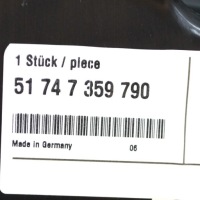 1 Stück / piece
51 74 7 359 790
Made in Germany 06